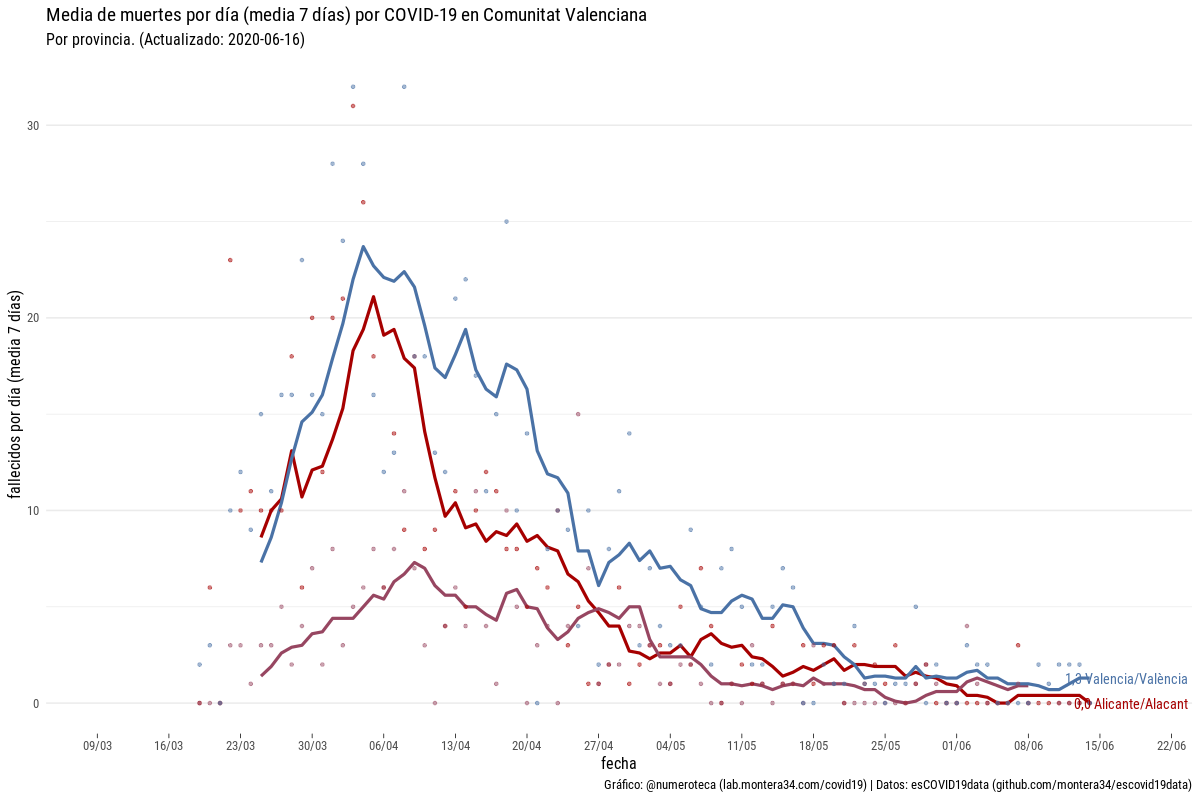 Media de muertes por día (media 7 días) por COVID-19 en Comunitat Valenciana
Por provincia. (Actualizado: 2020-06-16)
fallecidos por día (media 7 días)
30
20
10
0
1,3 Valencia/València
0,0 Alicante/Alacant
09/03
16/03
23/03
30/03
06/04
13/04
20/04
27/04
04/05
11/05
18/05
25/05
01/06
08/06
15/06
22/06
fecha
Gráfico: @numeroteca (lab.montera34.com/covid19) | Datos: esCOVID19data (github.com/montera34/escovid19data)